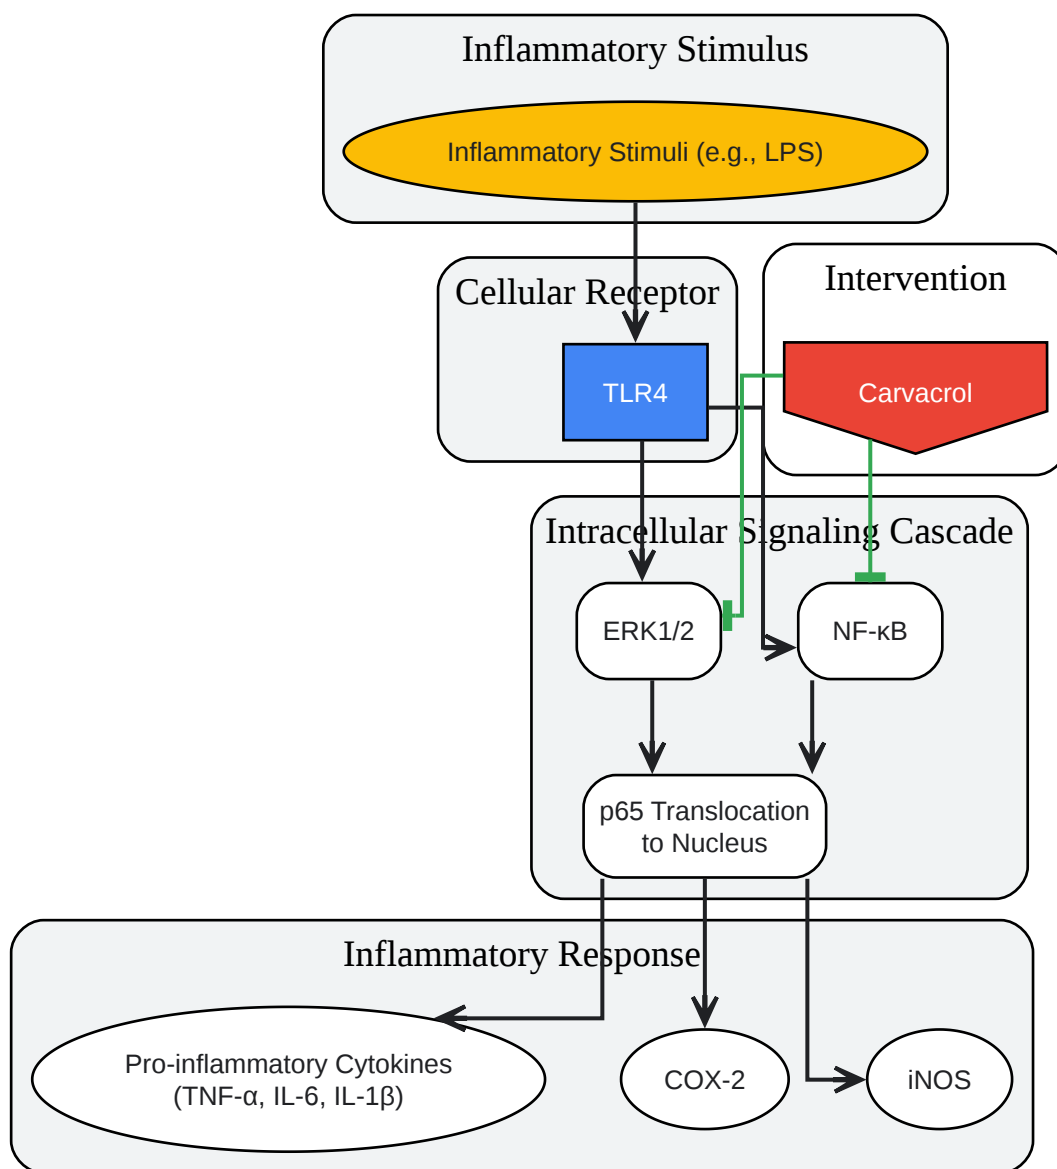 Inflammatory Stimulus
Inflammatory Stimuli (e.g., LPS)
Cellular Receptor
Intervention
TLR4
Carvacrol
Intracellular Signaling Cascade
ERK1/2
NF-κB
p65 Translocation
to Nucleus
Inflammatory Response
Pro-inflammatory Cytokines
(TNF-α, IL-6, IL-1β)
COX-2
iNOS